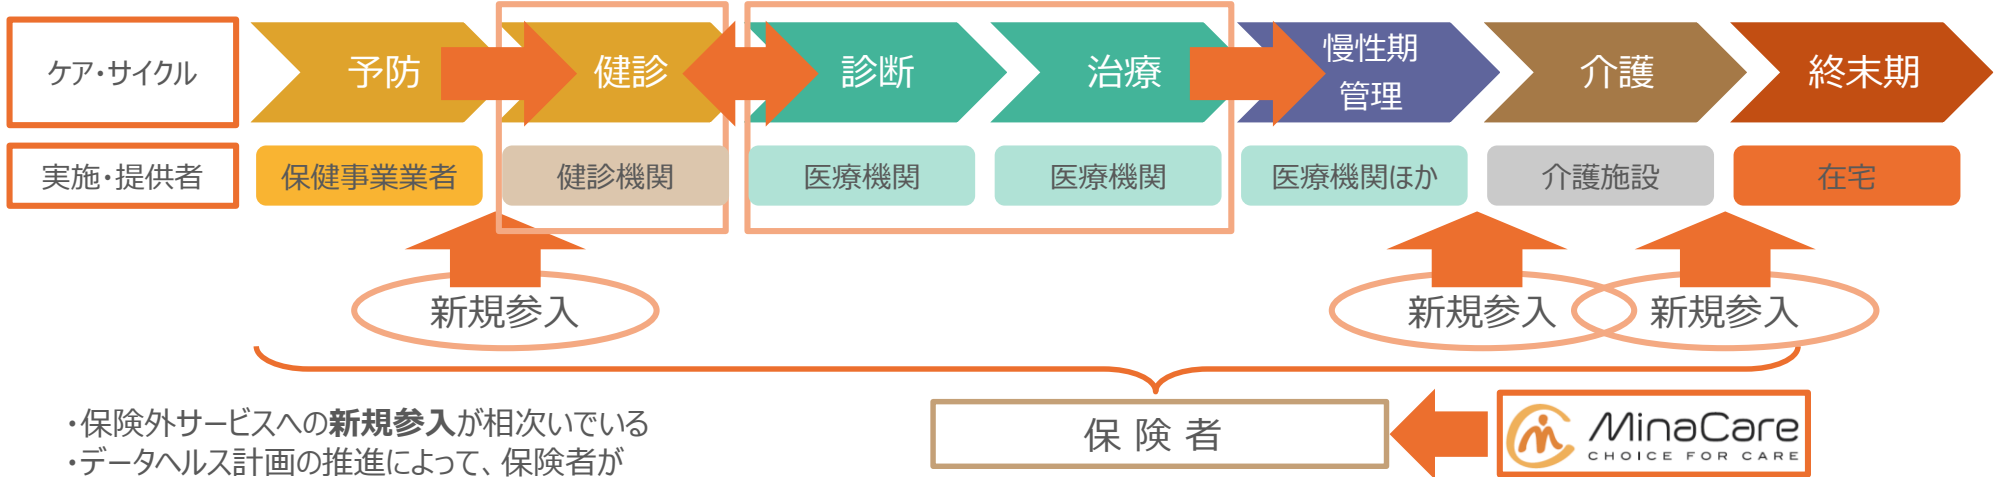 ケア・サイクル
予防
健診
診断
治療
慢性期
管理
介護
終末期
実施・提供者
保健事業業者
健診機関
医療機関
医療機関
医療機関ほか
介護施設
在宅
新規参入
新規参入
新規参入
・保険外サービスへの新規参入が相次いでいる
・データヘルス計画の推進によって、保険者が
保険者
MinaCare
CHOICE FOR CARE